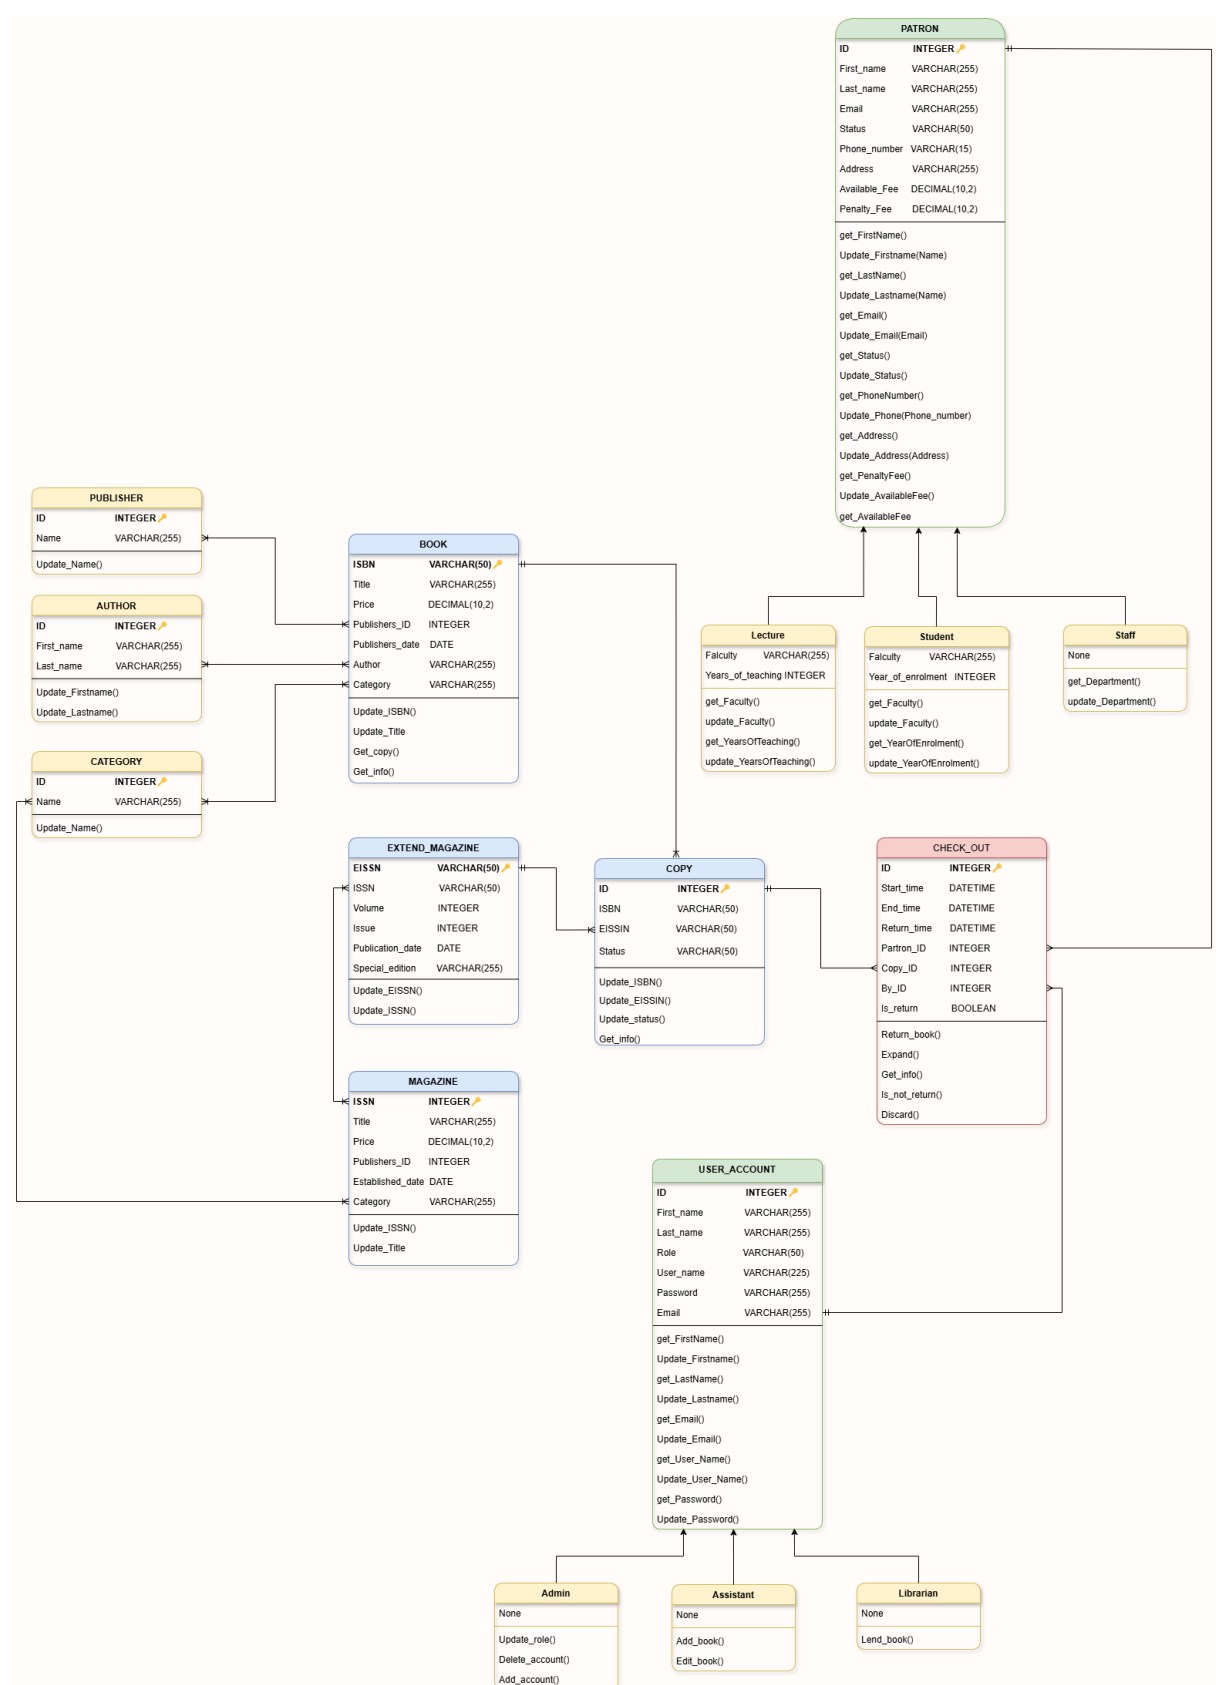 PATRON
ID INTEGER
First_name VARCHAR(255)
Last_name VARCHAR(255)
Email VARCHAR(255)
Status VARCHAR(50)
Phone_number VARCHAR(15)
Address VARCHAR(255)
Available_Fee DECIMAL(10,2)
Penalty_Fee DECIMAL(10,2)
get_FirstName()
Update_Firstname(Name)
get_LastName()
Update_Lastname(Name)
get_Email()
Update_Email(Email)
get_Status()
Update_Status()
get_PhoneNumber()
Update_Phone(Phone_number)
get_Address()
Update_Address(Address)
get_PenaltyFee()
Update_AvailableFee()
get_AvailableFee
PUBLISHER
ID INTEGER
Name VARCHAR(255)
Update_Name()
AUTHOR
ID INTEGER
First_name VARCHAR(255)
Last_name VARCHAR(255)
Update_Firstname()
Update_Lastname()
CATEGORY
ID INTEGER
Name VARCHAR(255)
Update_Name()
BOOK
ISBN VARCHAR(50)
Title VARCHAR(255)
Price DECIMAL(10,2)
Publishers_ID INTEGER
Publishers_date DATE
Author VARCHAR(255)
Category VARCHAR(255)
Update_ISBN()
Update_Title
Get_copy()
Get_info()
Lecture
Falculty VARCHAR(255)
Years_of_teaching INTEGER
get_Faculty()
update_Faculty()
get_YearsOfTeaching()
update_YearsOfTeaching()
Student
Falculty VARCHAR(255)
Year_of_enrolment INTEGER
get_Faculty()
update_Faculty()
get_YearOfEnrolment()
update_YearOfEnrolment()
Staff
None
get_Department()
update_Department()
EXTEND_MAGAZINE
EISSN VARCHAR(50)
ISSN VARCHAR(50)
Volume INTEGER
Issue INTEGER
Publication_date DATE
Special_edition VARCHAR(255)
Update_EISSN()
Update_ISSN()
COPY
ID INTEGER
ISBN VARCHAR(50)
EISSIN VARCHAR(50)
Status VARCHAR(50)
Update_ISBN()
Update_EISSIN()
Update_status()
Get_info()
CHECK_OUT
ID INTEGER
Start_time DATETIME
End_time DATETIME
Return_time DATETIME
Partron_ID INTEGER
Copy_ID INTEGER
By_ID INTEGER
Is_return BOOLEAN
Return_book()
Expand()
Get_info()
Is_not_return()
Discard()
MAGAZINE
ISSN INTEGER
Title VARCHAR(255)
Price DECIMAL(10,2)
Publishers_ID INTEGER
Established_date DATE
Category VARCHAR(255)
Update_ISSN()
Update_Title
USER_ACCOUNT
ID INTEGER
First_name VARCHAR(255)
Last_name VARCHAR(255)
Role VARCHAR(50)
User_name VARCHAR(225)
Password VARCHAR(255)
Email VARCHAR(255)
get_FirstName()
Update_Firstname()
get_LastName()
Update_Lastname()
get_Email()
Update_Email()
get_User_Name()
Update_User_Name()
get_Password()
Update_Password()
Admin
None
Update_role()
Delete_account()
Add_account()
Assistant
None
Add_book()
Edit_book()
Librarian
None
Lend_book()